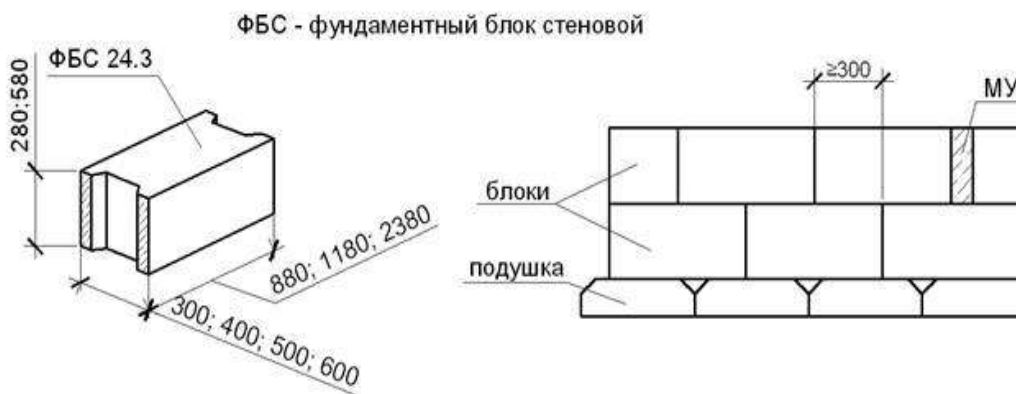 ФБС - фундаментный блок стеновой
ФБС 24.3
280;580
880; 1180; 2380
300; 400; 500; 600
≥300
МУ
блоки
подушка